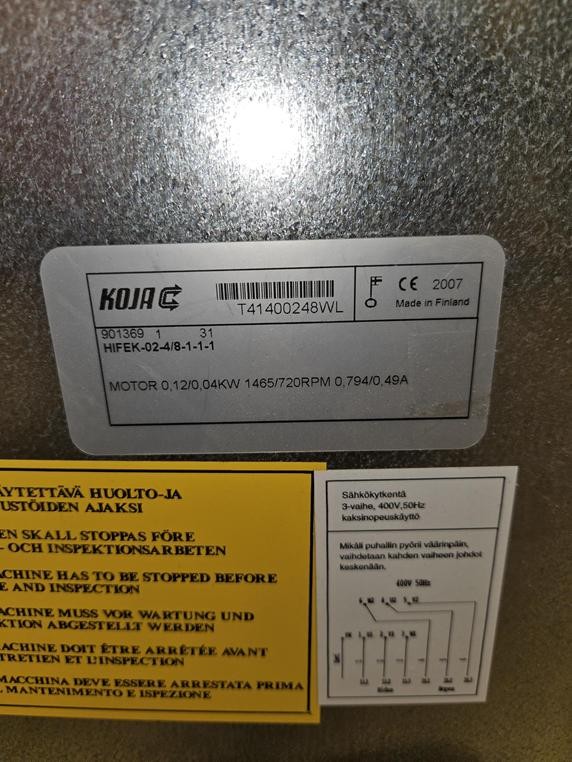 KOJA
T41400248WL
CE 2007
Made in Finland
901369 1 31
HIFEK-02-4/8-1-1-1
MOTOR 0,12/0,04KW 1465/720RPM 0,794/0,49A
ÄYTETTÄVÄ HUOLTO-JA
USTÖIDEN AJAKSI
EN SKALL STOPPAS FÖRE
- OCH INSPEKTIONSARBETEN
ACHINE HAS TO BE STOPPED BEFORE
E AND INSPECTION
ACHINE MUSS VOR WARTUNG UND
KTION ABGESTELLT WERDEN
ACHINE DOIT ÊTRE ARRÊTÉE AVANT
TRETIEN ET L'INSPECTION
MACCHINA DEVE ESSERE ARRESTATA PRIMA
L MANTENIMENTO E ISPEZIONE
Sähkökytkentä
3-vaihe, 400V,50Hz
kaksinopeuskäyttö
Mikäli puhallin pyörii väärinpäin,
vaihdetaan kahden vaiheen johdot
keskenään.
400V 50Hz